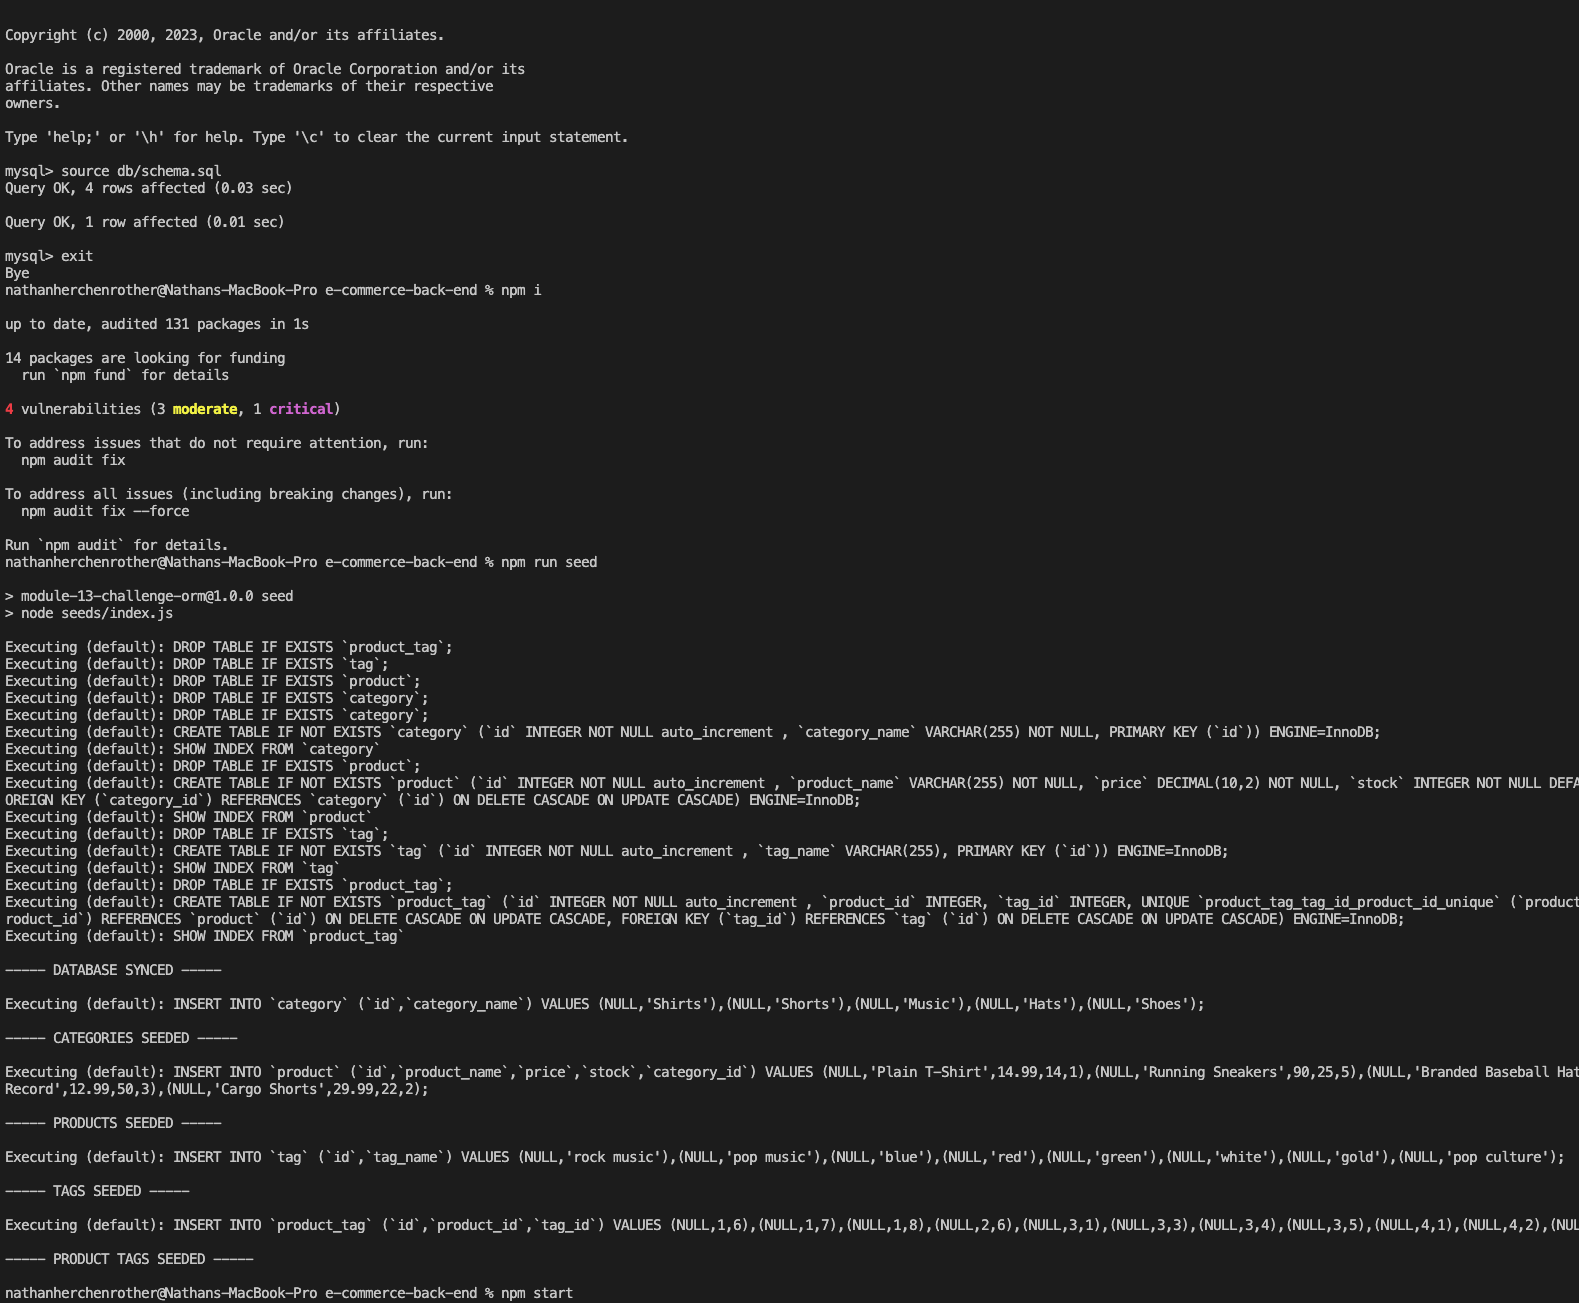 Copyright (c) 2000, 2023, Oracle and/or its affiliates.
Oracle is a registered trademark of Oracle Corporation and/or its
affiliates. Other names may be trademarks of their respective
owners.
Type 'help;' or '\h' for help. Type '\c' to clear the current input statement.
mysql> source db/schema.sql
Query OK, 4 rows affected (0.03 sec)
Query OK, 1 row affected (0.01 sec)
mysql> exit
Bye
nathanherchenrother@Nathans-MacBook-Pro e-commerce-back-end % npm i
up to date, audited 131 packages in 1s
14 packages are looking for funding
  run `npm fund` for details
4 vulnerabilities (3 moderate, 1 critical)
To address issues that do not require attention, run:
  npm audit fix
To address all issues (including breaking changes), run:
  npm audit fix --force
Run `npm audit` for details.
nathanherchenrother@Nathans-MacBook-Pro e-commerce-back-end % npm run seed
> module-13-challenge-orm@1.0.0 seed
> node seeds/index.js
Executing (default): DROP TABLE IF EXISTS `product_tag`;
Executing (default): DROP TABLE IF EXISTS `tag`;
Executing (default): DROP TABLE IF EXISTS `product`;
Executing (default): DROP TABLE IF EXISTS `category`;
Executing (default): DROP TABLE IF EXISTS `category`;
Executing (default): CREATE TABLE IF NOT EXISTS `category` (`id` INTEGER NOT NULL auto_increment , `category_name` VARCHAR(255) NOT NULL, PRIMARY KEY (`id`)) ENGINE=InnoDB;
Executing (default): SHOW INDEX FROM `category`
Executing (default): DROP TABLE IF EXISTS `product`;
Executing (default): CREATE TABLE IF NOT EXISTS `product` (`id` INTEGER NOT NULL auto_increment , `product_name` VARCHAR(255) NOT NULL, `price` DECIMAL(10,2) NOT NULL, `stock` INTEGER NOT NULL DEFA
OREIGN KEY (`category_id`) REFERENCES `category` (`id`) ON DELETE CASCADE ON UPDATE CASCADE) ENGINE=InnoDB;
Executing (default): SHOW INDEX FROM `product`
Executing (default): DROP TABLE IF EXISTS `tag`;
Executing (default): CREATE TABLE IF NOT EXISTS `tag` (`id` INTEGER NOT NULL auto_increment , `tag_name` VARCHAR(255), PRIMARY KEY (`id`)) ENGINE=InnoDB;
Executing (default): SHOW INDEX FROM `tag`
Executing (default): DROP TABLE IF EXISTS `product_tag`;
Executing (default): CREATE TABLE IF NOT EXISTS `product_tag` (`id` INTEGER NOT NULL auto_increment , `product_id` INTEGER, `tag_id` INTEGER, UNIQUE `product_tag_tag_id_product_id_unique` (`product
roduct_id`) REFERENCES `product` (`id`) ON DELETE CASCADE ON UPDATE CASCADE, FOREIGN KEY (`tag_id`) REFERENCES `tag` (`id`) ON DELETE CASCADE ON UPDATE CASCADE) ENGINE=InnoDB;
Executing (default): SHOW INDEX FROM `product_tag`
----- DATABASE SYNCED -----
Executing (default): INSERT INTO `category` (`id`,`category_name`) VALUES (NULL,'Shirts'),(NULL,'Shorts'),(NULL,'Music'),(NULL,'Hats'),(NULL,'Shoes');
----- CATEGORIES SEEDED -----
Executing (default): INSERT INTO `product` (`id`,`product_name`,`price`,`stock`,`category_id`) VALUES (NULL,'Plain T-Shirt',14.99,14,1),(NULL,'Running Sneakers',90,25,5),(NULL,'Branded Baseball Hat
Record',12.99,50,3),(NULL,'Cargo Shorts',29.99,22,2);
----- PRODUCTS SEEDED -----
Executing (default): INSERT INTO `tag` (`id`,`tag_name`) VALUES (NULL,'rock music'),(NULL,'pop music'),(NULL,'blue'),(NULL,'red'),(NULL,'green'),(NULL,'white'),(NULL,'gold'),(NULL,'pop culture');
----- TAGS SEEDED -----
Executing (default): INSERT INTO `product_tag` (`id`,`product_id`,`tag_id`) VALUES (NULL,1,6),(NULL,1,7),(NULL,1,8),(NULL,2,6),(NULL,3,1),(NULL,3,3),(NULL,3,4),(NULL,3,5),(NULL,4,1),(NULL,4,2),(NUL
----- PRODUCT TAGS SEEDED -----
nathanherchenrother@Nathans-MacBook-Pro e-commerce-back-end % npm start